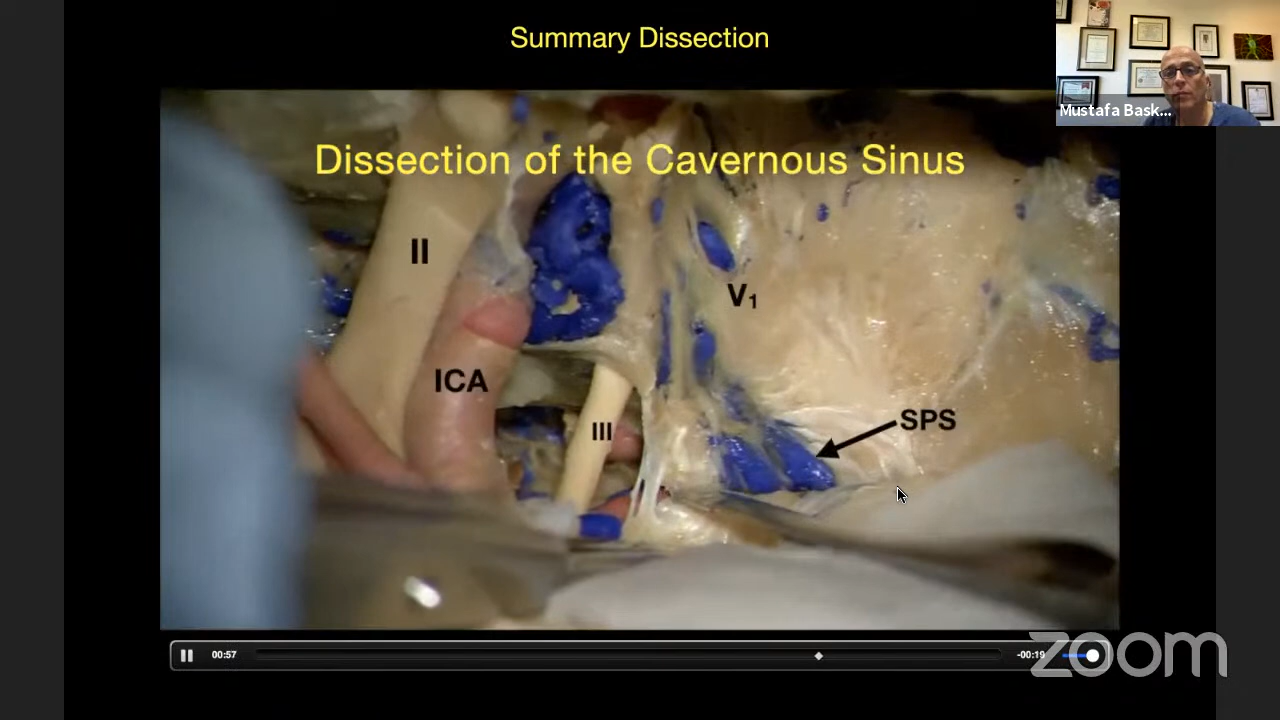 Summary Dissection
Mustafa Bask...
Dissection of the Cavernous Sinus
II
V₁
ICA
SPS
III
00:57
-00:19
zoom